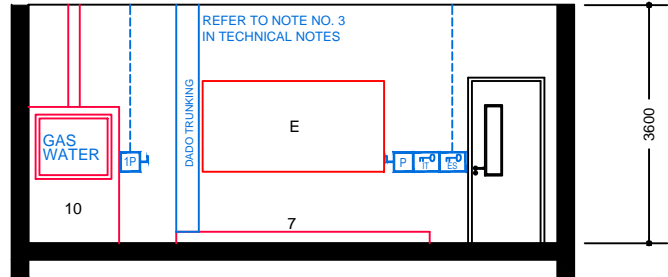 REFER TO NOTE NO. 3
IN TECHNICAL NOTES
DADO TRUNKING
GAS
WATER
1P
E
P
IT
ES
10
7
3600